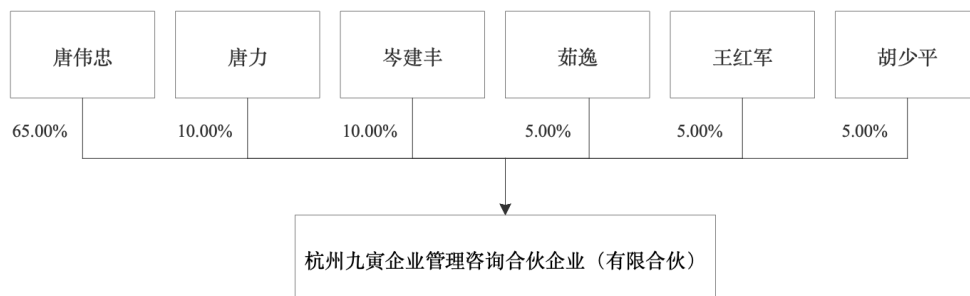 唐伟忠 唐力 岑建丰 茹逸 王红军 胡少平
65.00% 10.00% 10.00% 5.00% 5.00% 5.00%
杭州九寅企业管理咨询合伙企业（有限合伙）